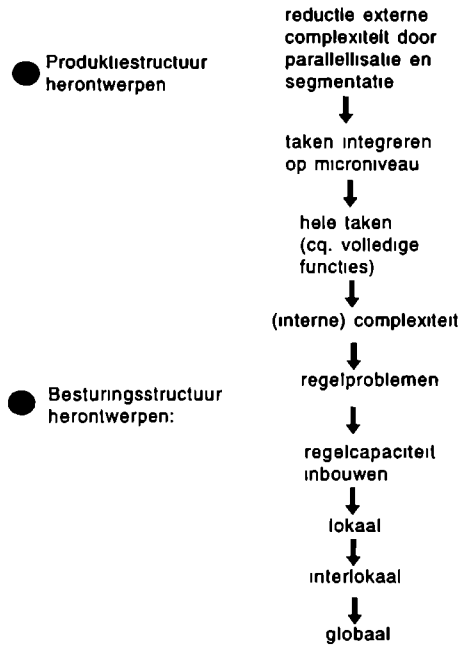 reductie externe
complexiteit door
parallellisatie en
segmentatie
Produktiestructuur
herontwerpen
taken integreren
op microniveau
hele taken
(cq. volledige
functies)
(interne) complexiteit
regelproblemen
Besturingsstructuur
herontwerpen:
regelcapaciteit
inbouwen
lokaal
interlokaal
globaal